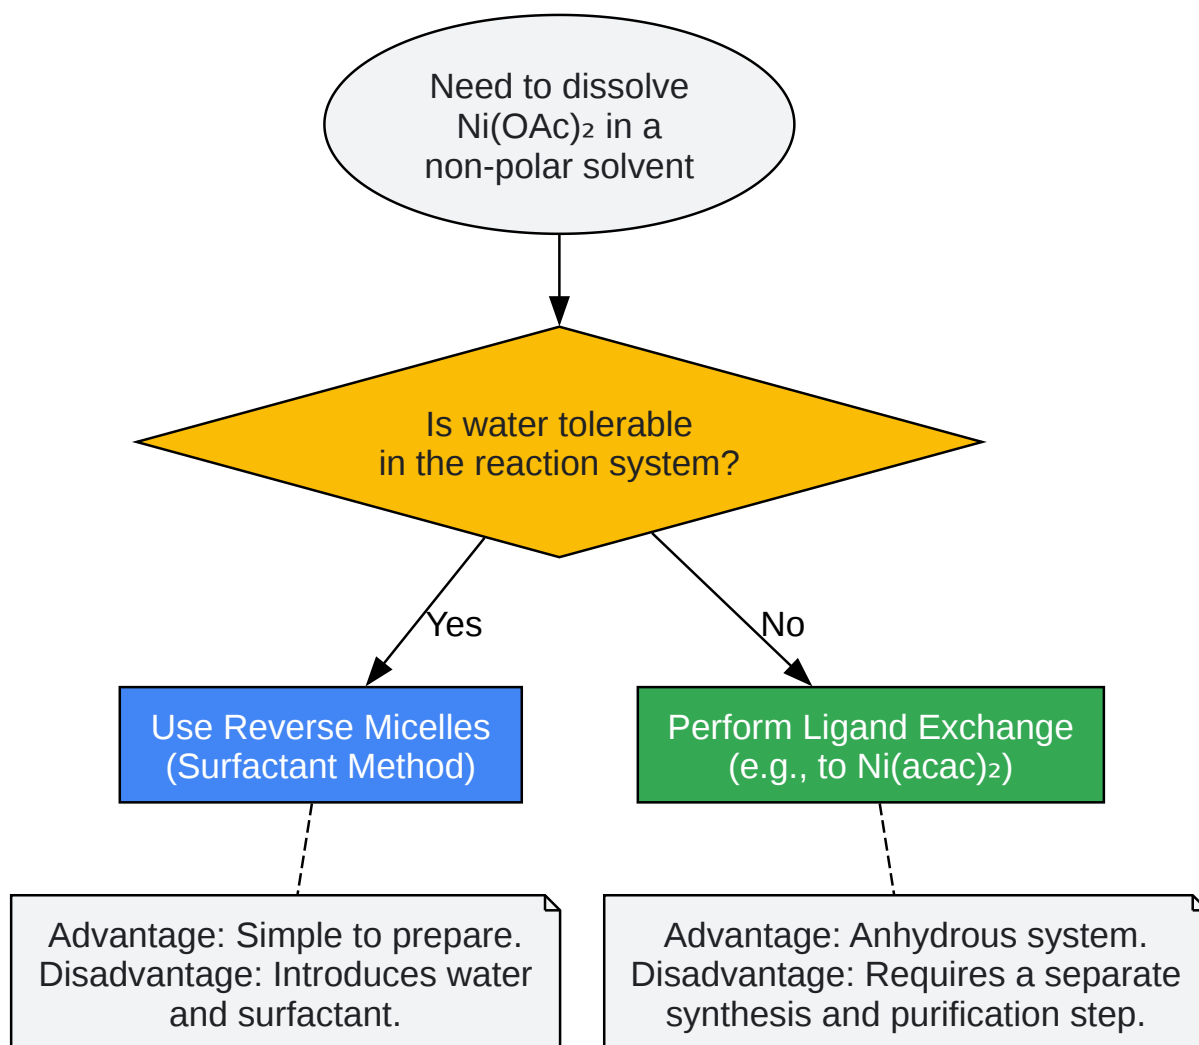 Need to dissolve
Ni(OAc)₂ in a
non-polar solvent
Is water tolerable
in the reaction system?
Yes
No
Use Reverse Micelles
(Surfactant Method)
Perform Ligand Exchange
(e.g., to Ni(acac)₂)
Advantage: Simple to prepare.
Disadvantage: Introduces water
and surfactant.
Advantage: Anhydrous system.
Disadvantage: Requires a separate
synthesis and purification step.